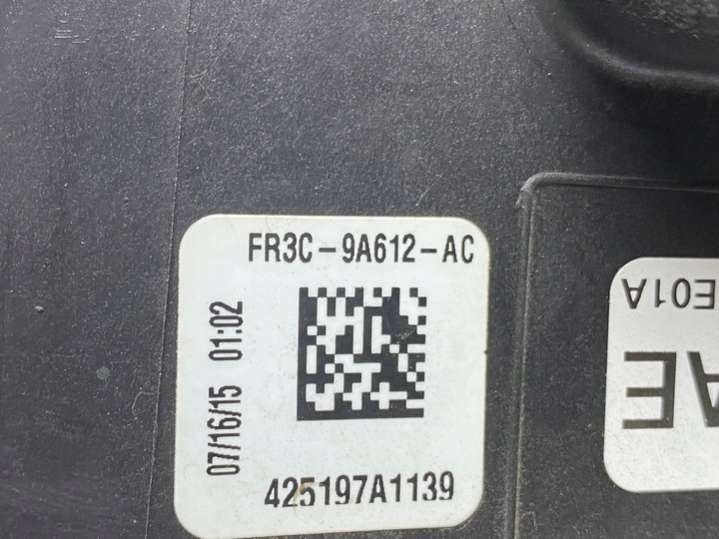 FR3C-9A612-AC
07/16/15 01:02
425197A1139
E01A
AE